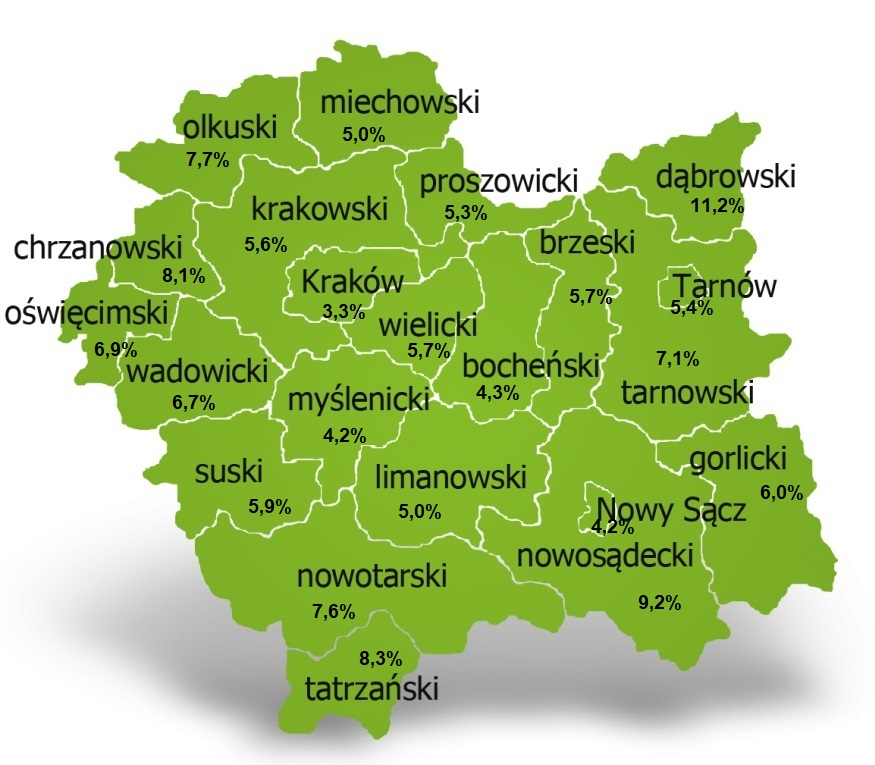 miechowski
5,0%
olkuski
7,7%
dąbrowski
11,2%
proszowicki
5,3%
krakowski
5,6%
chrzanowski
8,1%
brzeski
5,7%
Kraków
3,3%
Tarnów
5,4%
oświęcimski
6,9%
wielicki
5,7%
bocheński
4,3%
7,1%
tarnowski
wadowicki
6,7%
myślenicki
4,2%
suski
5,9%
limanowski
5,0%
gorlicki
6,0%
Nowy Sącz
4,2%
nowosądecki
9,2%
nowotarski
7,6%
8,3%
tatrzański